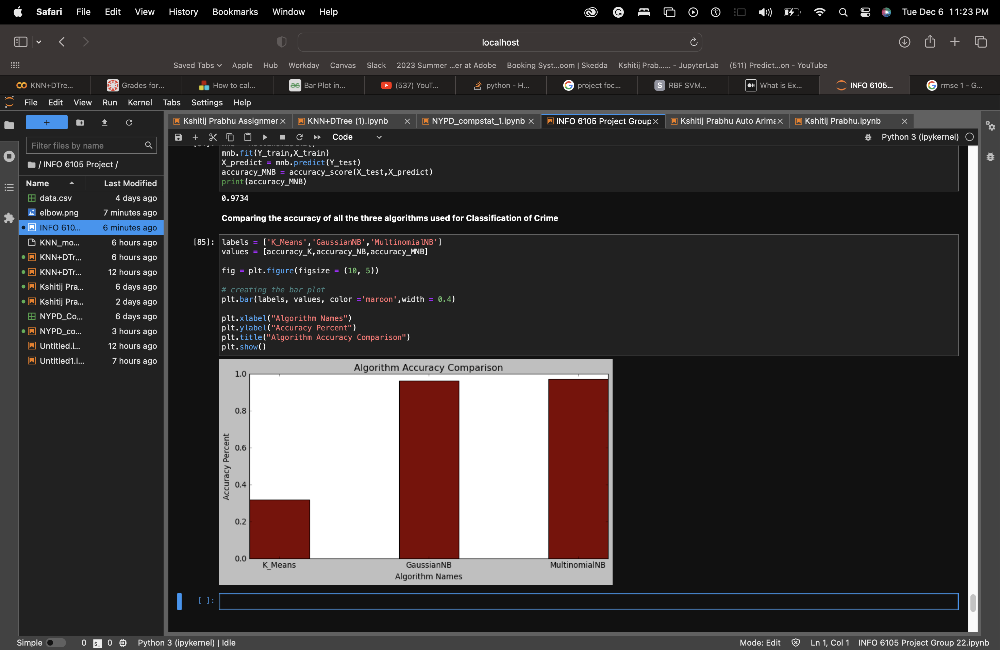 Safari File Edit View History Bookmarks Window Help Tue Dec 6 11:23 PM
localhost
Saved Tabs Apple Hub Workday Canvas Slack 2023 Summer ...er at Adobe Booking Syst...oom | Skedda Kshitij Prab...... - JupyterLab (511) Predict...on - YouTube
KNN+DTre... Grades for... How to cal... Bar Plot in... (537) YouT... python - H... project foc... S RBF SVM... What is Ex... INFO 6105... rmse 1 - G...
File Edit View Run Kernel Tabs Settings Help
+
Filter files by name
/ INFO 6105 Project /
Name Last Modified
data.csv 4 days ago
elbow.png 7 minutes ago
INFO 610... 6 minutes ago
KNN_mo... 6 hours ago
KNN+DTr... 6 hours ago
KNN+DTr... 12 hours ago
Kshitij Pra... 6 days ago
Kshitij Pra... 2 days ago
NYPD_Co... 6 days ago
NYPD_co... 3 hours ago
Untitled.i... 12 hours ago
Untitled1.i... 7 hours ago
Kshitij Prabhu Assignmer KNN+DTree (1).ipynb NYPD_compstat_1.ipynb INFO 6105 Project Group Kshitij Prabhu Auto Arima Kshitij Prabhu.ipynb
Code Python 3 (ipykernel)
mnb.fit(Y_train,X_train)
X_predict = mnb.predict(Y_test)
accuracy_MNB = accuracy_score(X_test,X_predict)
print(accuracy_MNB)
0.9734
Comparing the accuracy of all the three algorithms used for Classification of Crime
[85]: labels = ['K_Means','GaussianNB','MultinomialNB']
values = [accuracy_K,accuracy_NB,accuracy_MNB]
fig = plt.figure(figsize = (10, 5))
# creating the bar plot
plt.bar(labels, values, color ='maroon',width = 0.4)
plt.xlabel("Algorithm Names")
plt.ylabel("Accuracy Percent")
plt.title("Algorithm Accuracy Comparison")
plt.show()
Algorithm Accuracy Comparison
1.0
0.8
0.6
0.4
0.2
0.0
Accuracy Percent
K_Means GaussianNB MultinomialNB
Algorithm Names
[ ]:
Simple 0 $_ 0 Python 3 (ipykernel) | Idle Mode: Edit Ln 1, Col 1 INFO 6105 Project Group 22.ipynb